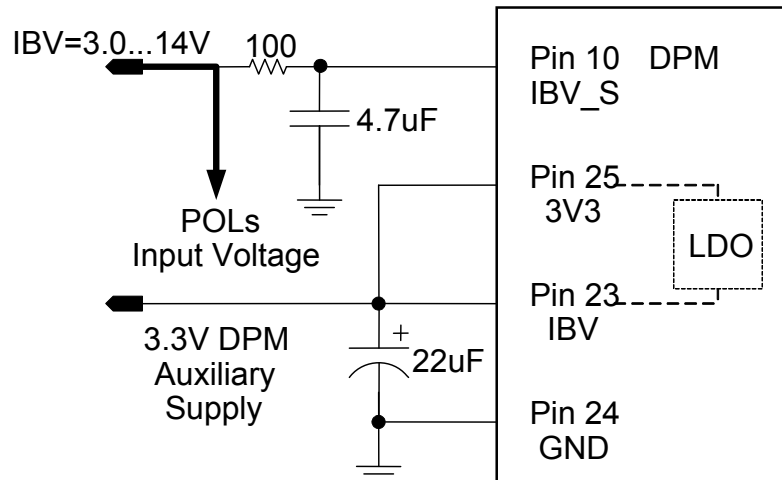 IBV=3.0...14V
100
4.7uF
POLs
Input Voltage
3.3V DPM
Auxiliary
Supply
+
22uF
Pin 10 DPM
IBV_S
Pin 25
3V3
LDO
Pin 23
IBV
Pin 24
GND